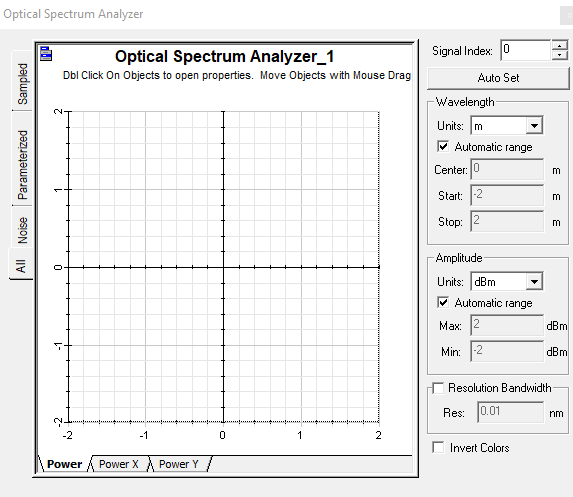 Optical Spectrum Analyzer
Optical Spectrum Analyzer_1
Dbl Click On Objects to open properties.  Move Objects with Mouse Drag
Sampled
Parameterized
Noise
All
2
1
0
-1
-2
-2
-1
0
1
2
Power
Power X
Power Y
Signal Index: 0
Auto Set
Wavelength
Units: m
Automatic range
Center: 0 m
Start: -2 m
Stop: 2 m
Amplitude
Units: dBm
Automatic range
Max: 2 dBm
Min: -2 dBm
Resolution Bandwidth
Res: 0.01 nm
Invert Colors